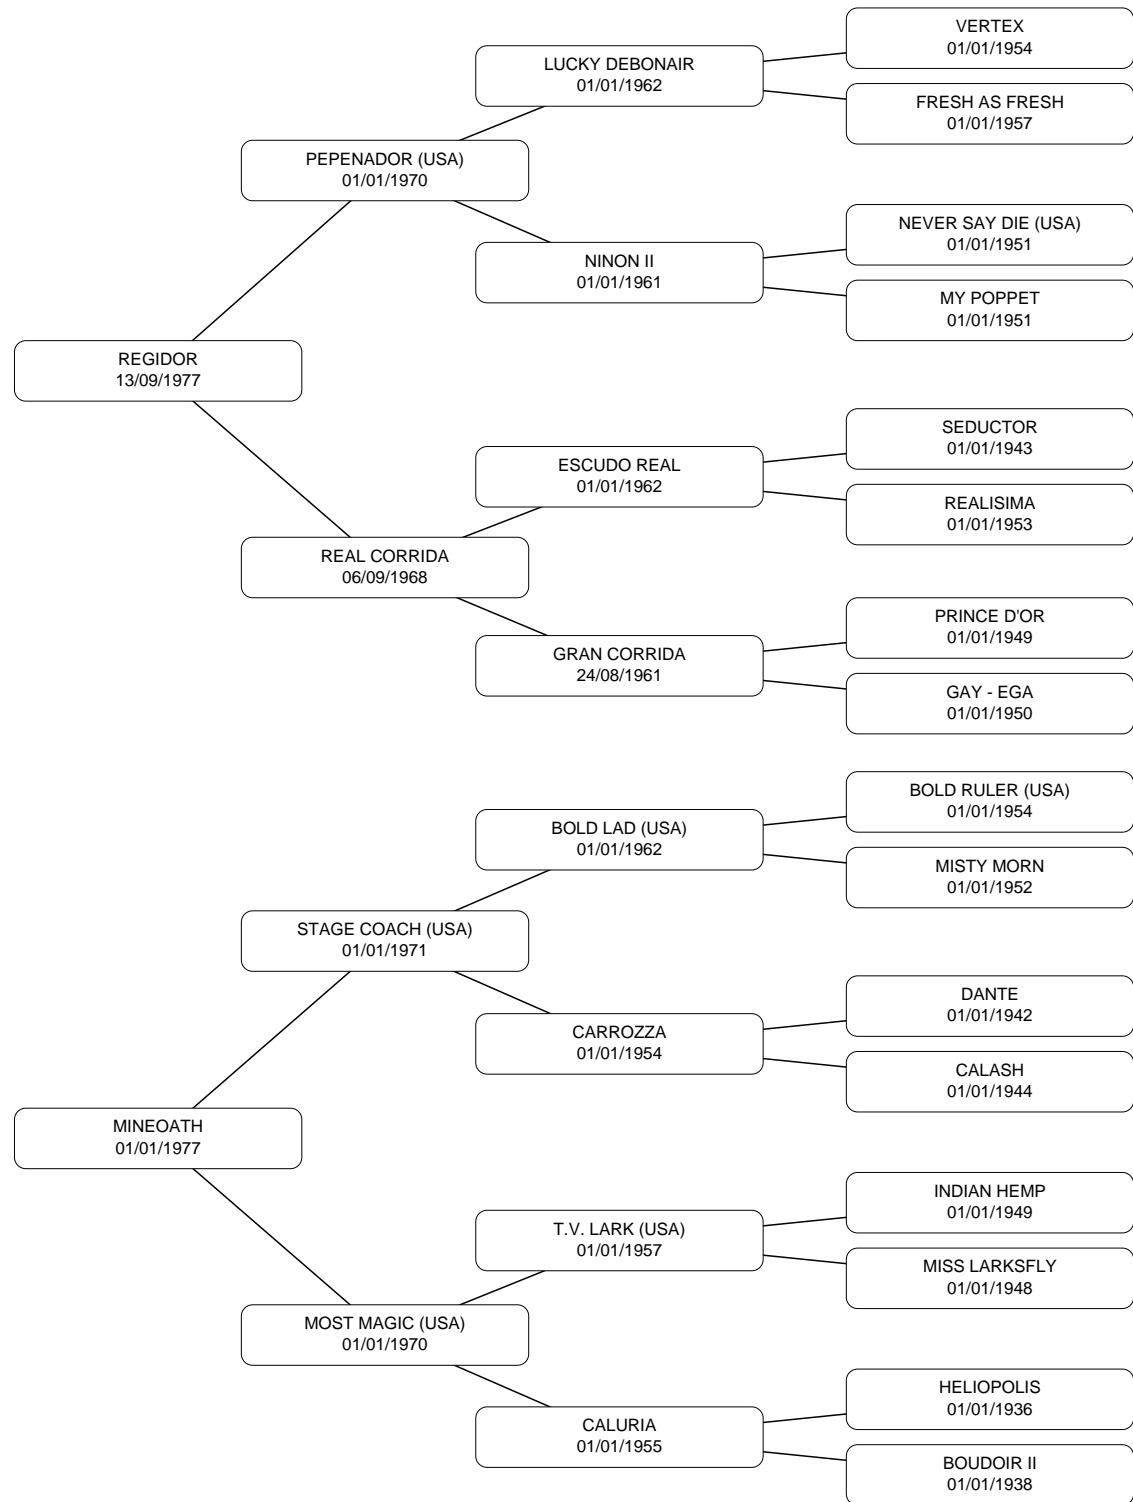 VERTEX
01/01/1954
LUCKY DEBONAIR
01/01/1962
FRESH AS FRESH
01/01/1957
PEPENADOR (USA)
01/01/1970
NEVER SAY DIE (USA)
01/01/1951
NINON II
01/01/1961
MY POPPET
01/01/1951
REGIDOR
13/09/1977
SEDUCTOR
01/01/1943
ESCUDO REAL
01/01/1962
REALISIMA
01/01/1953
REAL CORRIDA
06/09/1968
PRINCE D'OR
01/01/1949
GRAN CORRIDA
24/08/1961
GAY - EGA
01/01/1950
BOLD RULER (USA)
01/01/1954
BOLD LAD (USA)
01/01/1962
MISTY MORN
01/01/1952
STAGE COACH (USA)
01/01/1971
DANTE
01/01/1942
CARROZZA
01/01/1954
CALASH
01/01/1944
MINEOATH
01/01/1977
INDIAN HEMP
01/01/1949
T.V. LARK (USA)
01/01/1957
MISS LARKSFLY
01/01/1948
MOST MAGIC (USA)
01/01/1970
HELIOPOLIS
01/01/1936
CALURIA
01/01/1955
BOUDOIR II
01/01/1938